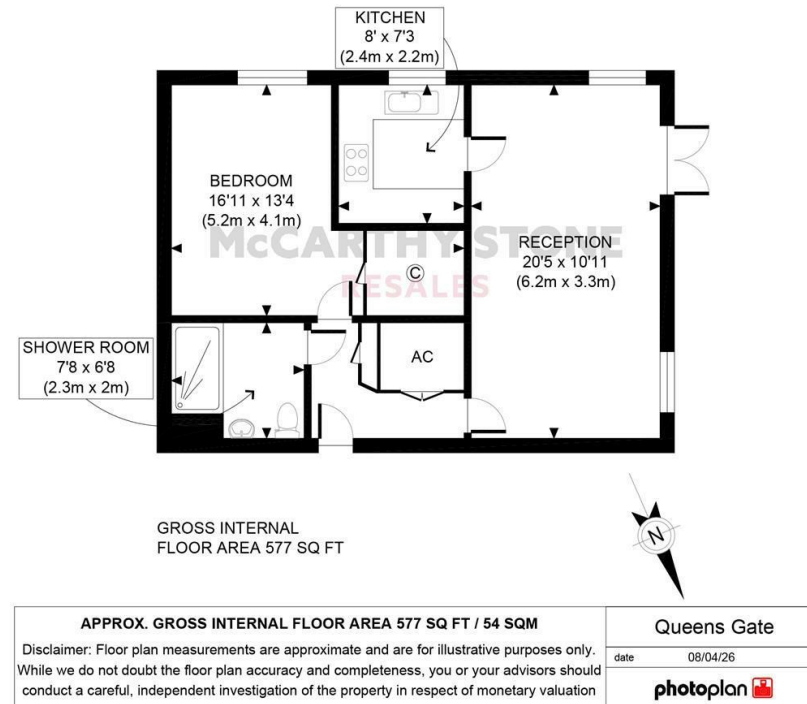 KITCHEN
8' x 7'3
(2.4m x 2.2m)
BEDROOM
16'11 x 13'4
(5.2m x 4.1m)
McCARTHY STONE
RESALES
RECEPTION
20'5 x 10'11
(6.2m x 3.3m)
C
SHOWER ROOM
7'8 x 6'8
(2.3m x 2m)
AC
GROSS INTERNAL
FLOOR AREA 577 SQ FT
N
APPROX. GROSS INTERNAL FLOOR AREA 577 SQ FT / 54 SQM
Disclaimer: Floor plan measurements are approximate and are for illustrative purposes only.
While we do not doubt the floor plan accuracy and completeness, you or your advisors should
conduct a careful, independent investigation of the property in respect of monetary valuation
Queens Gate
date 08/04/26
photoplan